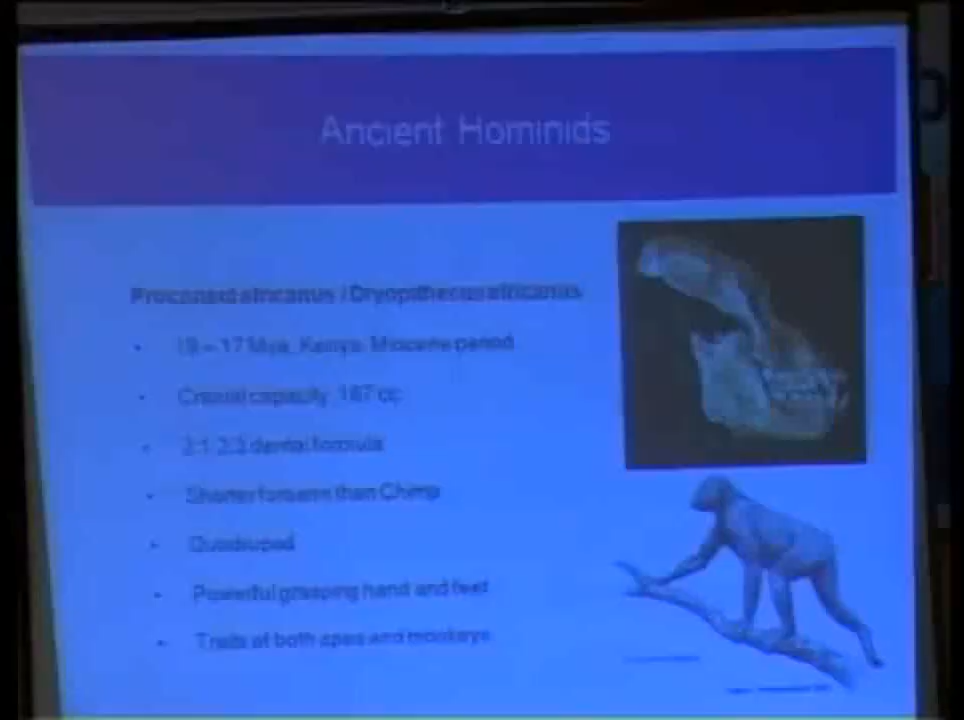 Ancient Hominids
Proconsul africanus / Dryopithecus africanus
– 17 Mya, Kenya, Miocene period
Cranial capacity 167 cc
2:1:2:3 dental formula
Shorter forearm than Chimp
Quadruped
Powerful grasping hand and feet
Traits of both apes and monkeys